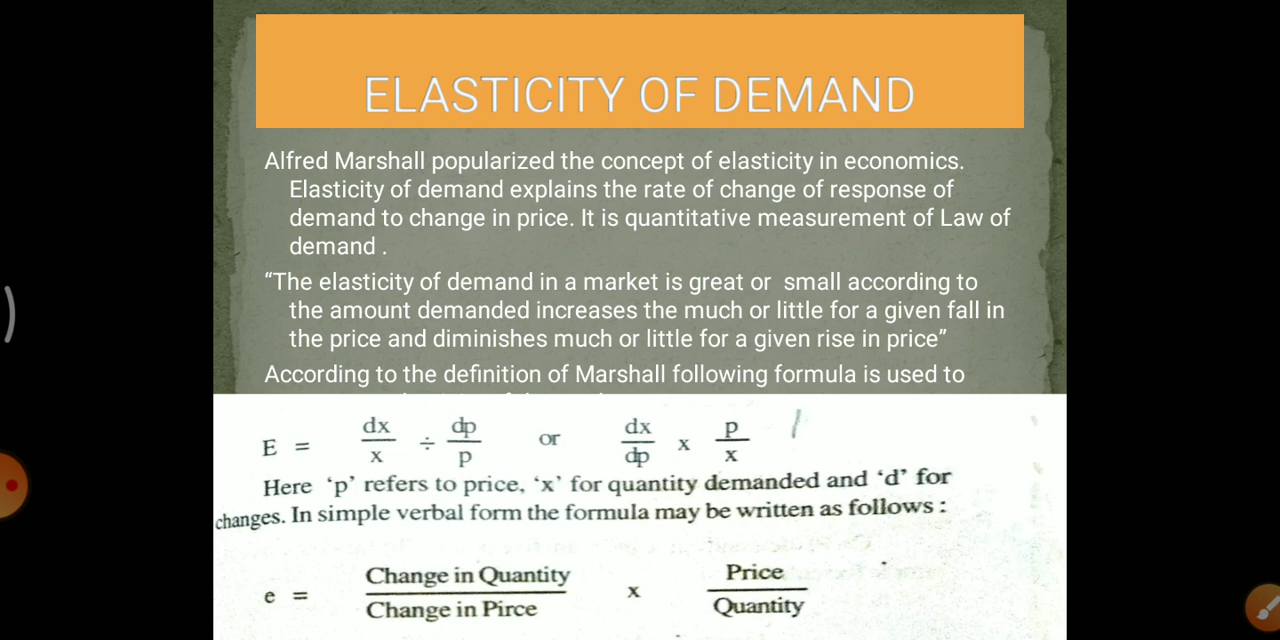 ELASTICITY OF DEMAND
Alfred Marshall popularized the concept of elasticity in economics.
Elasticity of demand explains the rate of change of response of
demand to change in price. It is quantitative measurement of Law of
demand .
“The elasticity of demand in a market is great or small according to
the amount demanded increases the much or little for a given fall in
the price and diminishes much or little for a given rise in price”
According to the definition of Marshall following formula is used to
E = dx/x ÷ dp/p or dx/dp x p/x
Here ‘p’ refers to price, ‘x’ for quantity demanded and ‘d’ for
changes. In simple verbal form the formula may be written as follows :
e = Change in Quantity/Change in Pirce x Price/Quantity